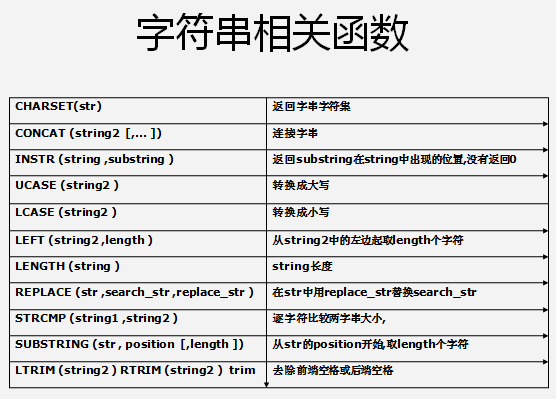 字符串相关函数
CHARSET(str) 返回字串字符集
CONCAT (string2 [,... ]) 连接字串
INSTR (string ,substring ) 返回substring在string中出现的位置,没有返回0
UCASE (string2 ) 转换成大写
LCASE (string2 ) 转换成小写
LEFT (string2 ,length ) 从string2中的左边起取length个字符
LENGTH (string ) string长度
REPLACE (str ,search_str ,replace_str ) 在str中用replace_str替换search_str
STRCMP (string1 ,string2 ) 逐字符比较两字串大小,
SUBSTRING (str , position [,length ]) 从str的position开始,取length个字符
LTRIM (string2 ) RTRIM (string2 ) trim 去除前端空格或后端空格